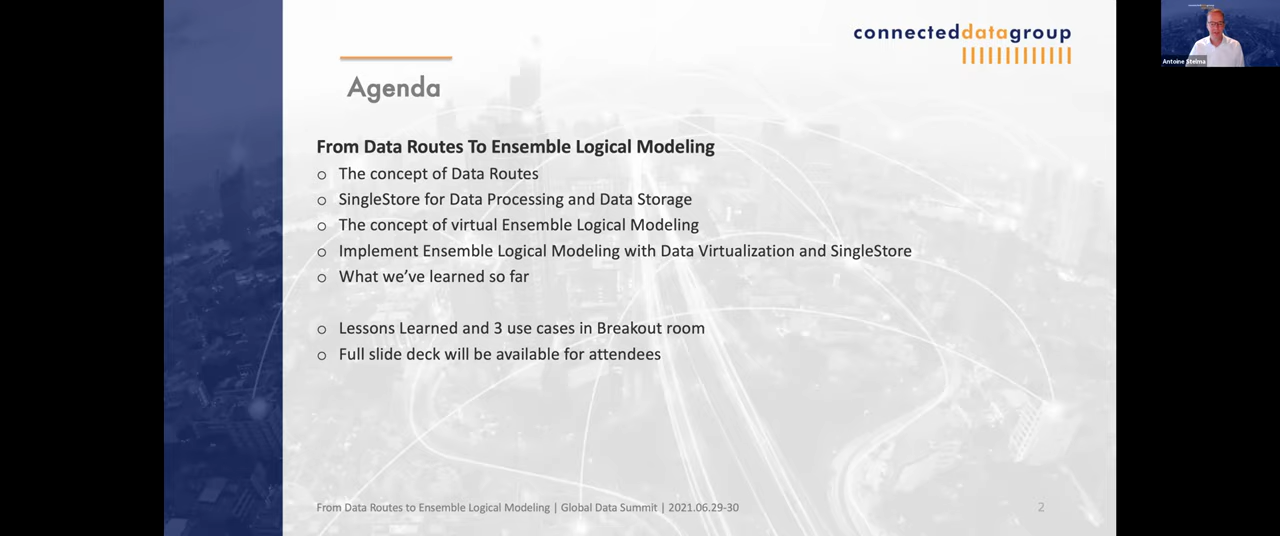 connecteddatagroup
Antoine Stelma
Agenda
From Data Routes To Ensemble Logical Modeling
o The concept of Data Routes
o SingleStore for Data Processing and Data Storage
o The concept of virtual Ensemble Logical Modeling
o Implement Ensemble Logical Modeling with Data Virtualization and SingleStore
o What we’ve learned so far
o Lessons Learned and 3 use cases in Breakout room
o Full slide deck will be available for attendees
From Data Routes to Ensemble Logical Modeling | Global Data Summit | 2021.06.29-30
2